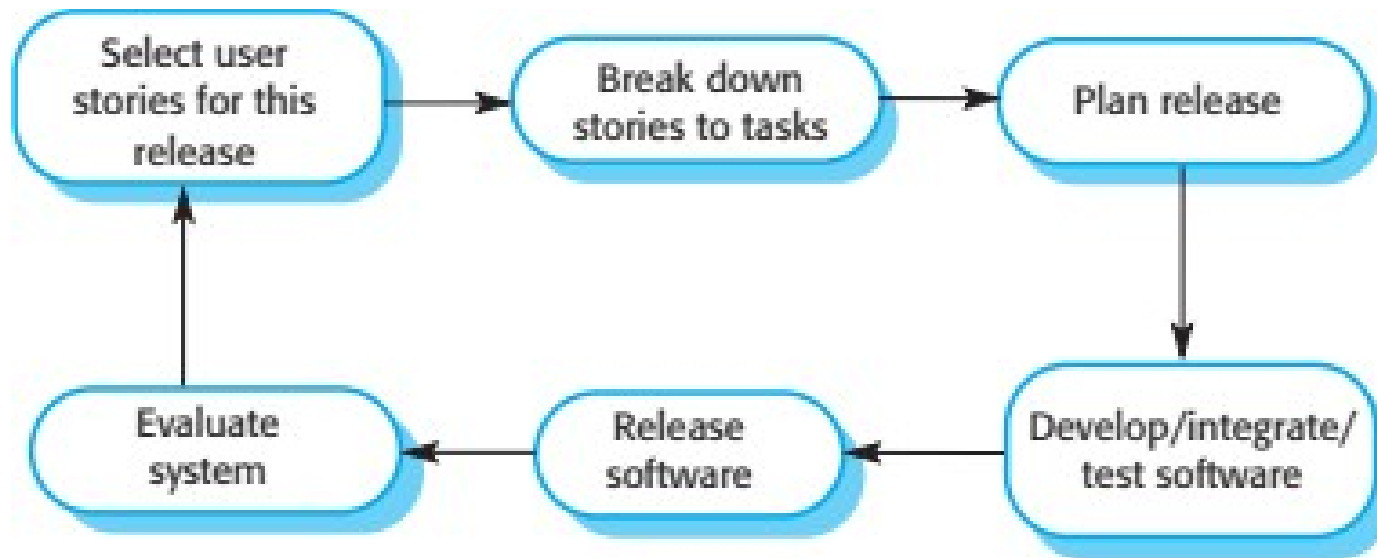 Select user
stories for this
release
Break down
stories to tasks
Plan release
Develop/integrate/
test software
Release
software
Evaluate
system